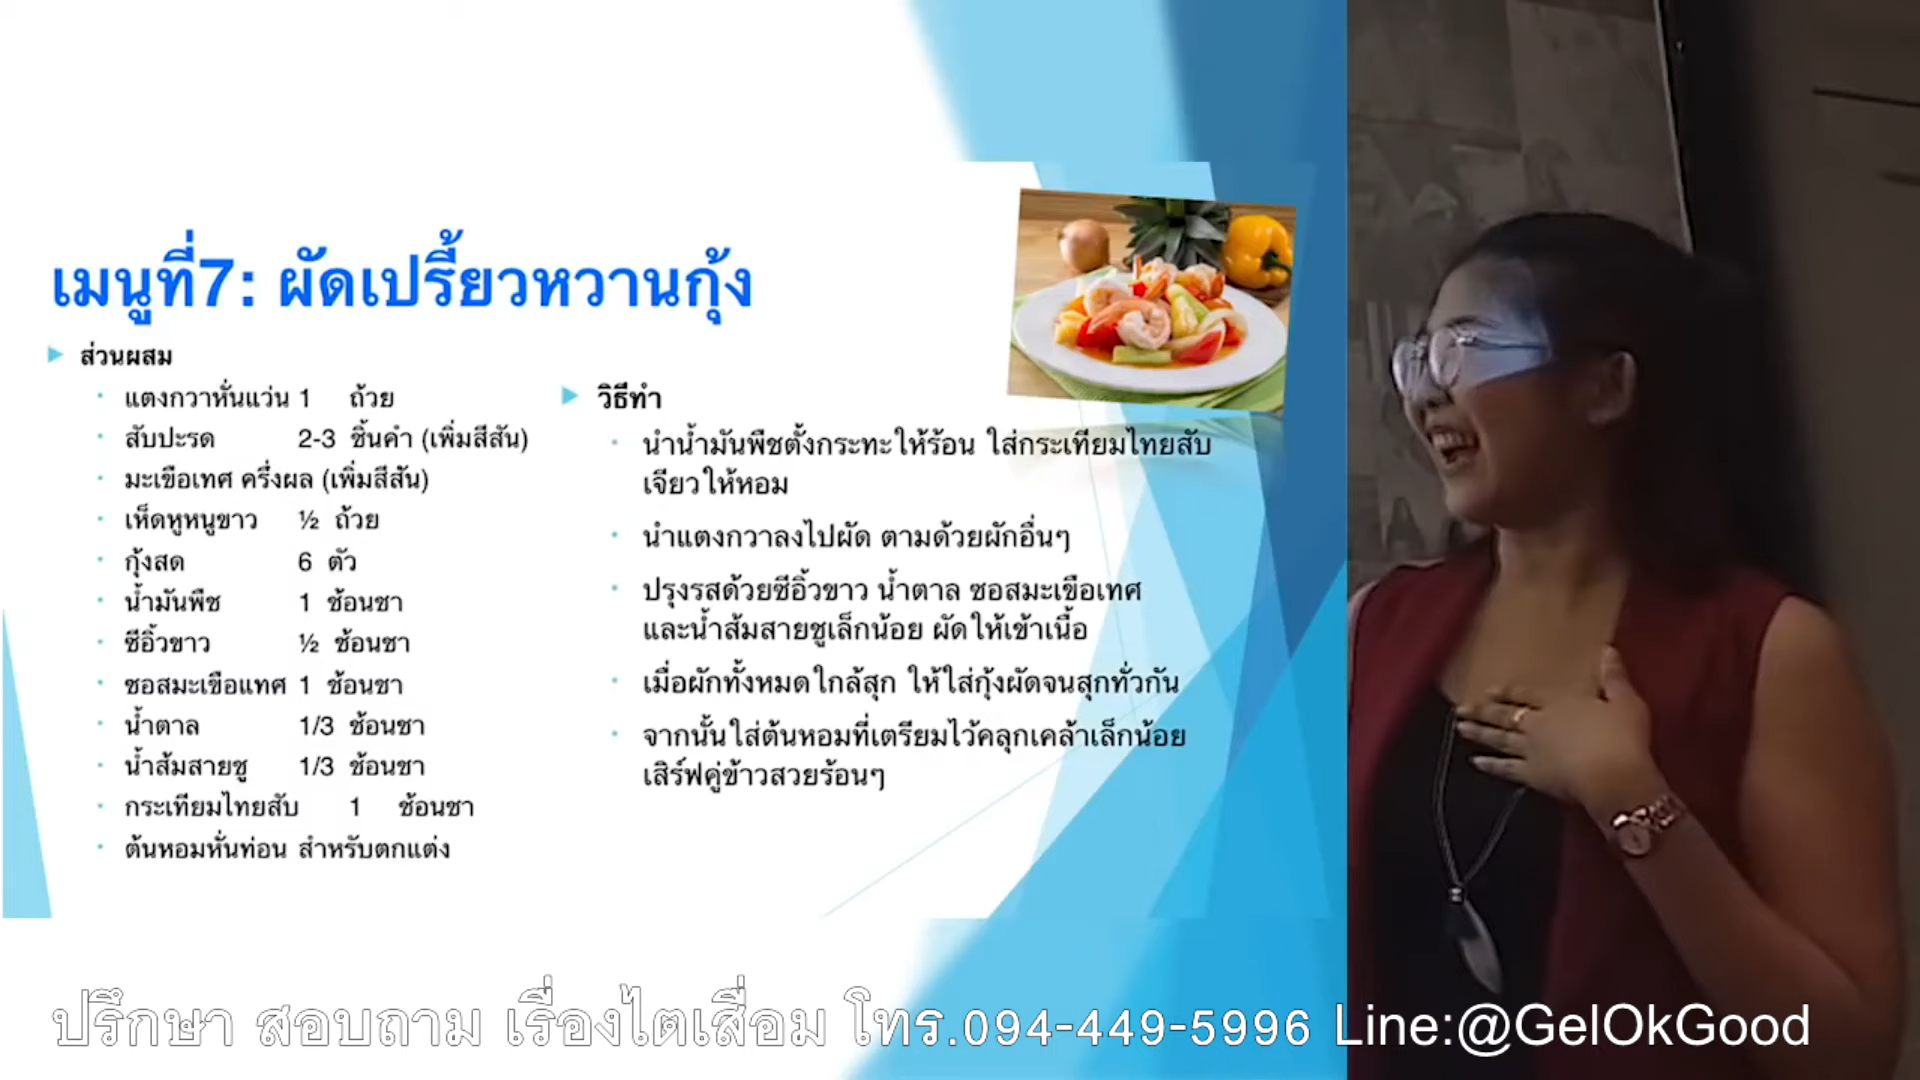 เมนูที่7: ผัดเปรี้ยวหวานกุ้ง
ส่วนผสม
แตงกวาหั่นแว่น 1 ถ้วย
สับปะรด 2-3 ชิ้นคำ (เพิ่มสีสัน)
มะเขือเทศ ครึ่งผล (เพิ่มสีสัน)
เห็ดหูหนูขาว ½ ถ้วย
กุ้งสด 6 ตัว
น้ำมันพืช 1 ช้อนชา
ซีอิ้วขาว ½ ช้อนชา
ซอสมะเขือแทศ 1 ช้อนชา
น้ำตาล 1/3 ช้อนชา
น้ำส้มสายชู 1/3 ช้อนชา
กระเทียมไทยสับ 1 ช้อนชา
ต้นหอมหั่นท่อน สำหรับตกแต่ง
วิธีทำ
นำน้ำมันพืชตั้งกระทะให้ร้อน ใส่กระเทียมไทยสับ
เจียวให้หอม
นำแตงกวาลงไปผัด ตามด้วยผักอื่นๆ
ปรุงรสด้วยซีอิ้วขาว น้ำตาล ซอสมะเขือเทศ
และน้ำส้มสายชูเล็กน้อย ผัดให้เข้าเนื้อ
เมื่อผักทั้งหมดใกล้สุก ให้ใส่กุ้งผัดจนสุกทั่วกัน
จากนั้นใส่ต้นหอมที่เตรียมไว้คลุกเคล้าเล็กน้อย
เสิร์ฟคู่ข้าวสวยร้อนๆ
ปรึกษา สอบถาม เรื่องไตเสื่อม โทร.094-449-5996 Line:@GelOkGood